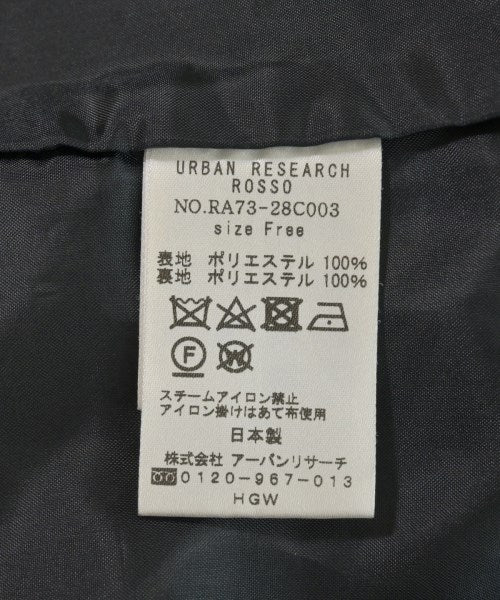 URBAN RESEARCH
ROSSO
NO.RA73-28C003
size Free
表地 ポリエステル 100%
裏地 ポリエステル 100%
F W
スチームアイロン禁止
アイロン掛けはあて布使用
日本製
株式会社 アーバンリサーチ
0120-967-013
HGW